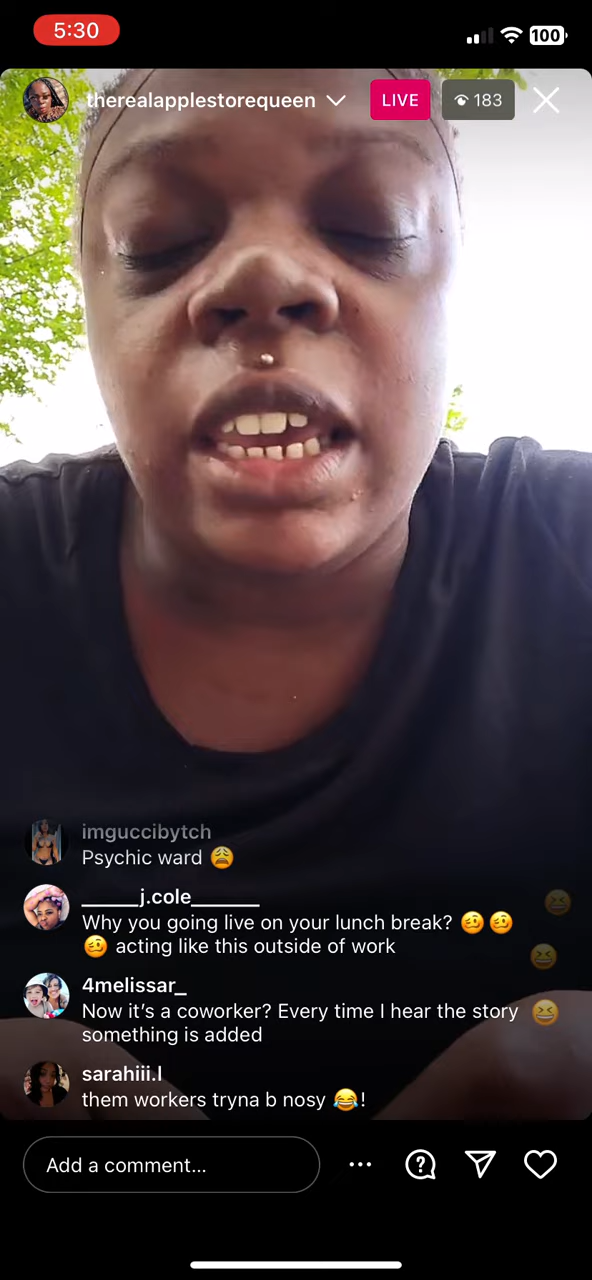 5:30
100
therealapplestorequeen
LIVE
183
imguccibytch
Psychic ward 😩
_____j.cole______
Why you going live on your lunch break? 🥴🥴
🥴 acting like this outside of work
4melissar_
Now it’s a coworker? Every time I hear the story
something is added
sarahiii.l
them workers tryna b nosy 😂!
Add a comment...